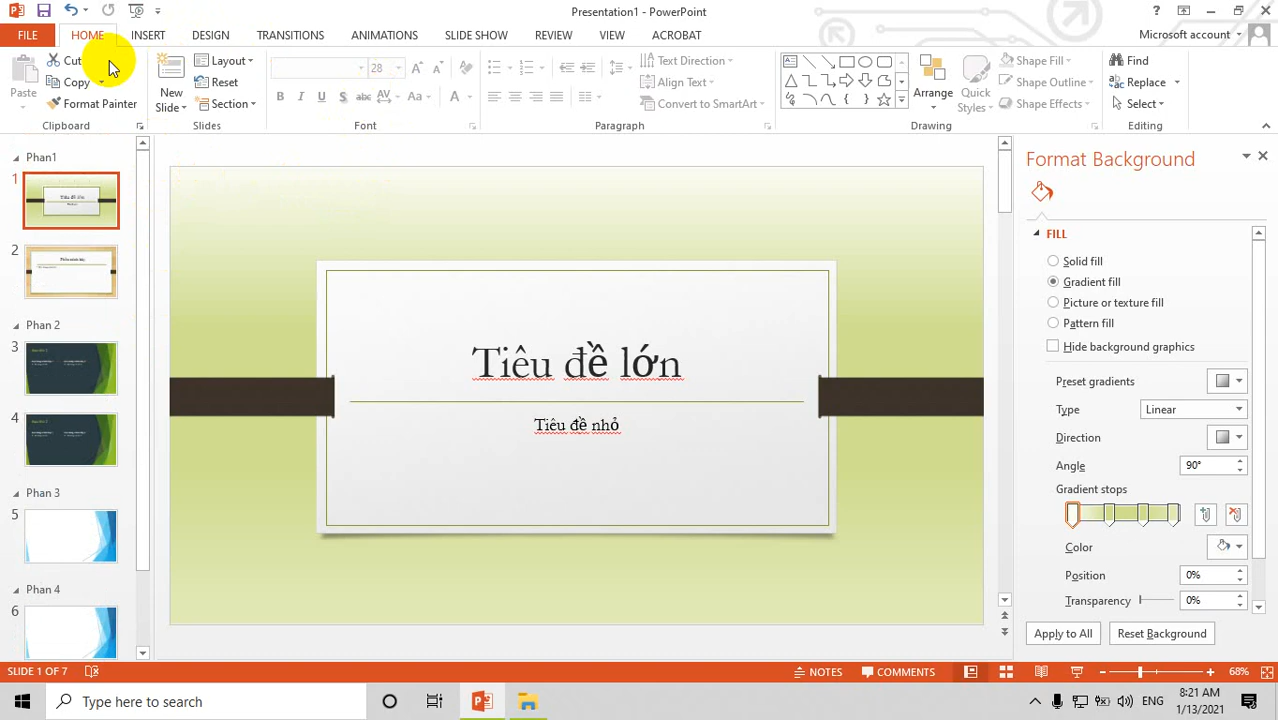 Presentation1 - PowerPoint
FILE HOME INSERT DESIGN TRANSITIONS ANIMATIONS SLIDE SHOW REVIEW VIEW ACROBAT Microsoft account
Paste
Cut
Copy
Format Painter
Clipboard
New Slide
Layout
Reset
Section
Slides
28
B I U S abc AV Aa A
Font
Text Direction
Align Text
Convert to SmartArt
Paragraph
Arrange
Quick Styles
Shape Fill
Shape Outline
Shape Effects
Drawing
Find
Replace
Select
Editing
Phan1
1
Tiêu đề lớn
2
Phan 2
3
4
Phan 3
5
Phan 4
6
Tiêu đề lớn
Tiêu đề nhỏ
Format Background
FILL
Solid fill
Gradient fill
Picture or texture fill
Pattern fill
Hide background graphics
Preset gradients
Type Linear
Direction
Angle 90°
Gradient stops
Color
Position 0%
Transparency 0%
Apply to All Reset Background
SLIDE 1 OF 7 NOTES COMMENTS 68%
Type here to search
ENG
8:21 AM
1/13/2021